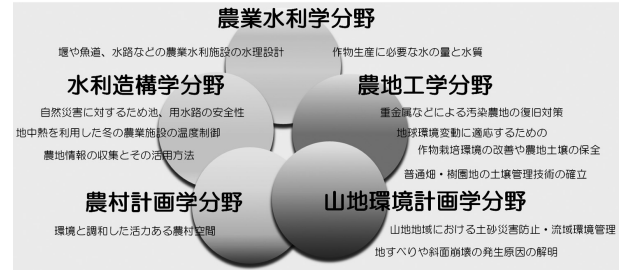 農業水利学分野
堰や魚道、水路などの農業水利施設の水理設計
作物生産に必要な水の量と水質
水利造構学分野
自然災害に対するため池、用水路の安全性
地中熱を利用した冬の農業施設の温度制御
農地情報の収集とその活用方法
農地工学分野
重金属などによる汚染農地の復旧対策
地球環境変動に適応するための
作物栽培環境の改善や農地土壌の保全
普通畑・樹園地の土壌管理技術の確立
農村計画学分野
環境と調和した活力ある農村空間
山地環境計画学分野
山地地域における土砂災害防止・流域環境管理
地すべりや斜面崩壊の発生原因の解明